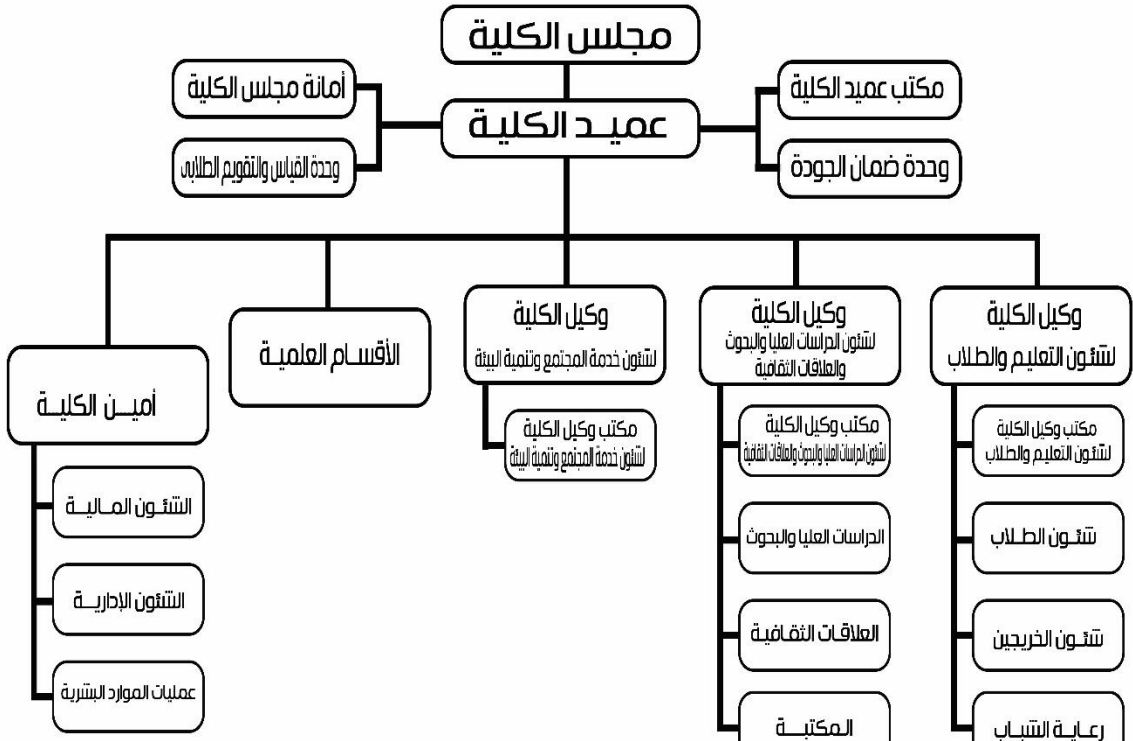 مجلس الكلية
مكتب عميد الكلية
أمانة مجلس الكلية
عميد الكلية
وحدة ضمان الجودة
وحدة القياس والتقويم الطلابى
وكيل الكلية
لشئون التعليم والطلاب
وكيل الكلية
لشئون الدراسات العليا والبحوث
والعلاقات الثقافية
وكيل الكلية
لشئون خدمة المجتمع وتنمية البيئة
الأقسام العلمية
أمين الكلية
مكتب وكيل الكلية
لشئون التعليم والطلاب
شئون الطلاب
شئون الخريجين
رعاية الشباب
مكتب وكيل الكلية
لشئون الدراسات العليا والبحوث والعلاقات الثقافية
الدراسات العليا والبحوث
العلاقات الثقافية
المكتبة
مكتب وكيل الكلية
لشئون خدمة المجتمع وتنمية البيئة
الشئون المالية
الشئون الإدارية
عمليات الموارد البشرية